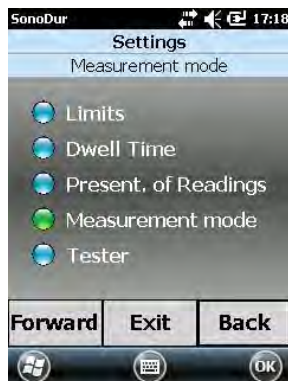 SonoDur 17:18
Settings
Measurement mode
Limits
Dwell Time
Present. of Readings
Measurement mode
Tester
Forward Exit Back
OK